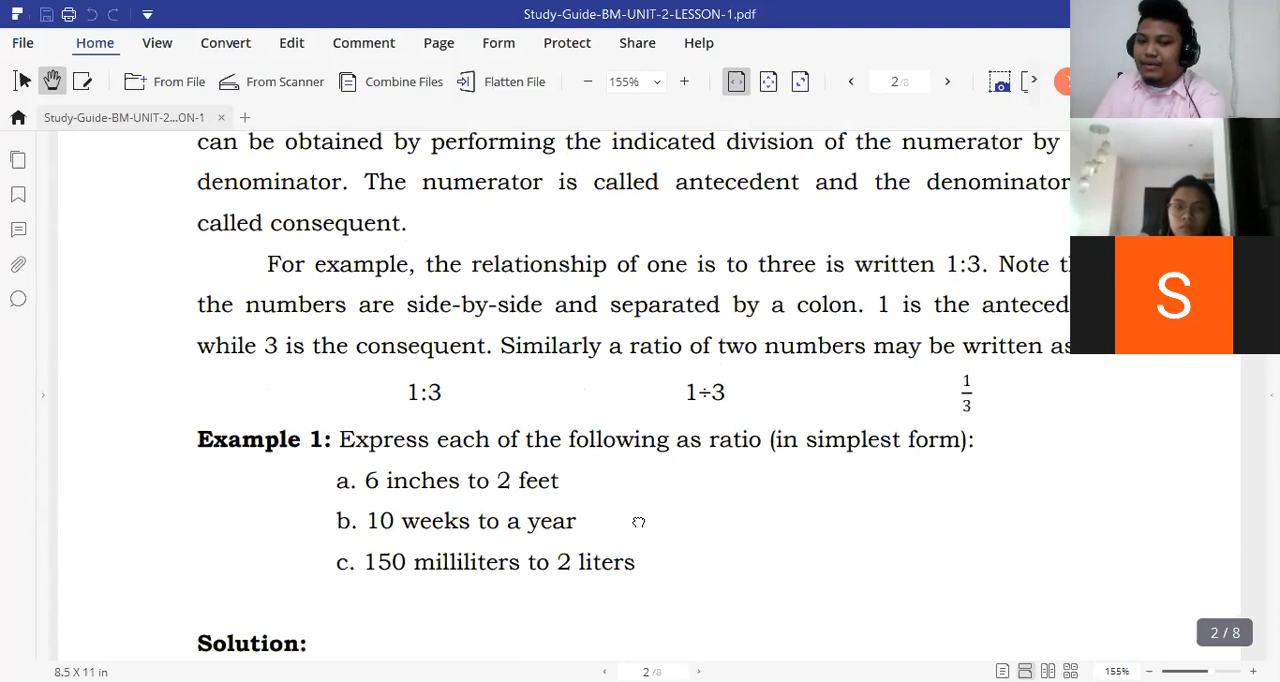 Study-Guide-BM-UNIT-2-LESSON-1.pdf
File Home View Convert Edit Comment Page Form Protect Share Help
From File From Scanner Combine Files Flatten File 155% 2/8
Study-Guide-BM-UNIT-2...ON-1
can be obtained by performing the indicated division of the numerator by
denominator. The numerator is called antecedent and the denominator
called consequent.
For example, the relationship of one is to three is written 1:3. Note
the numbers are side-by-side and separated by a colon. 1 is the
while 3 is the consequent. Similarly a ratio of two numbers may be written as
1:3 1÷3 1/3
Example 1: Express each of the following as ratio (in simplest form):
a. 6 inches to 2 feet
b. 10 weeks to a year
c. 150 milliliters to 2 liters
Solution:
S
2 / 8
8.5 X 11 in 2/8 155%